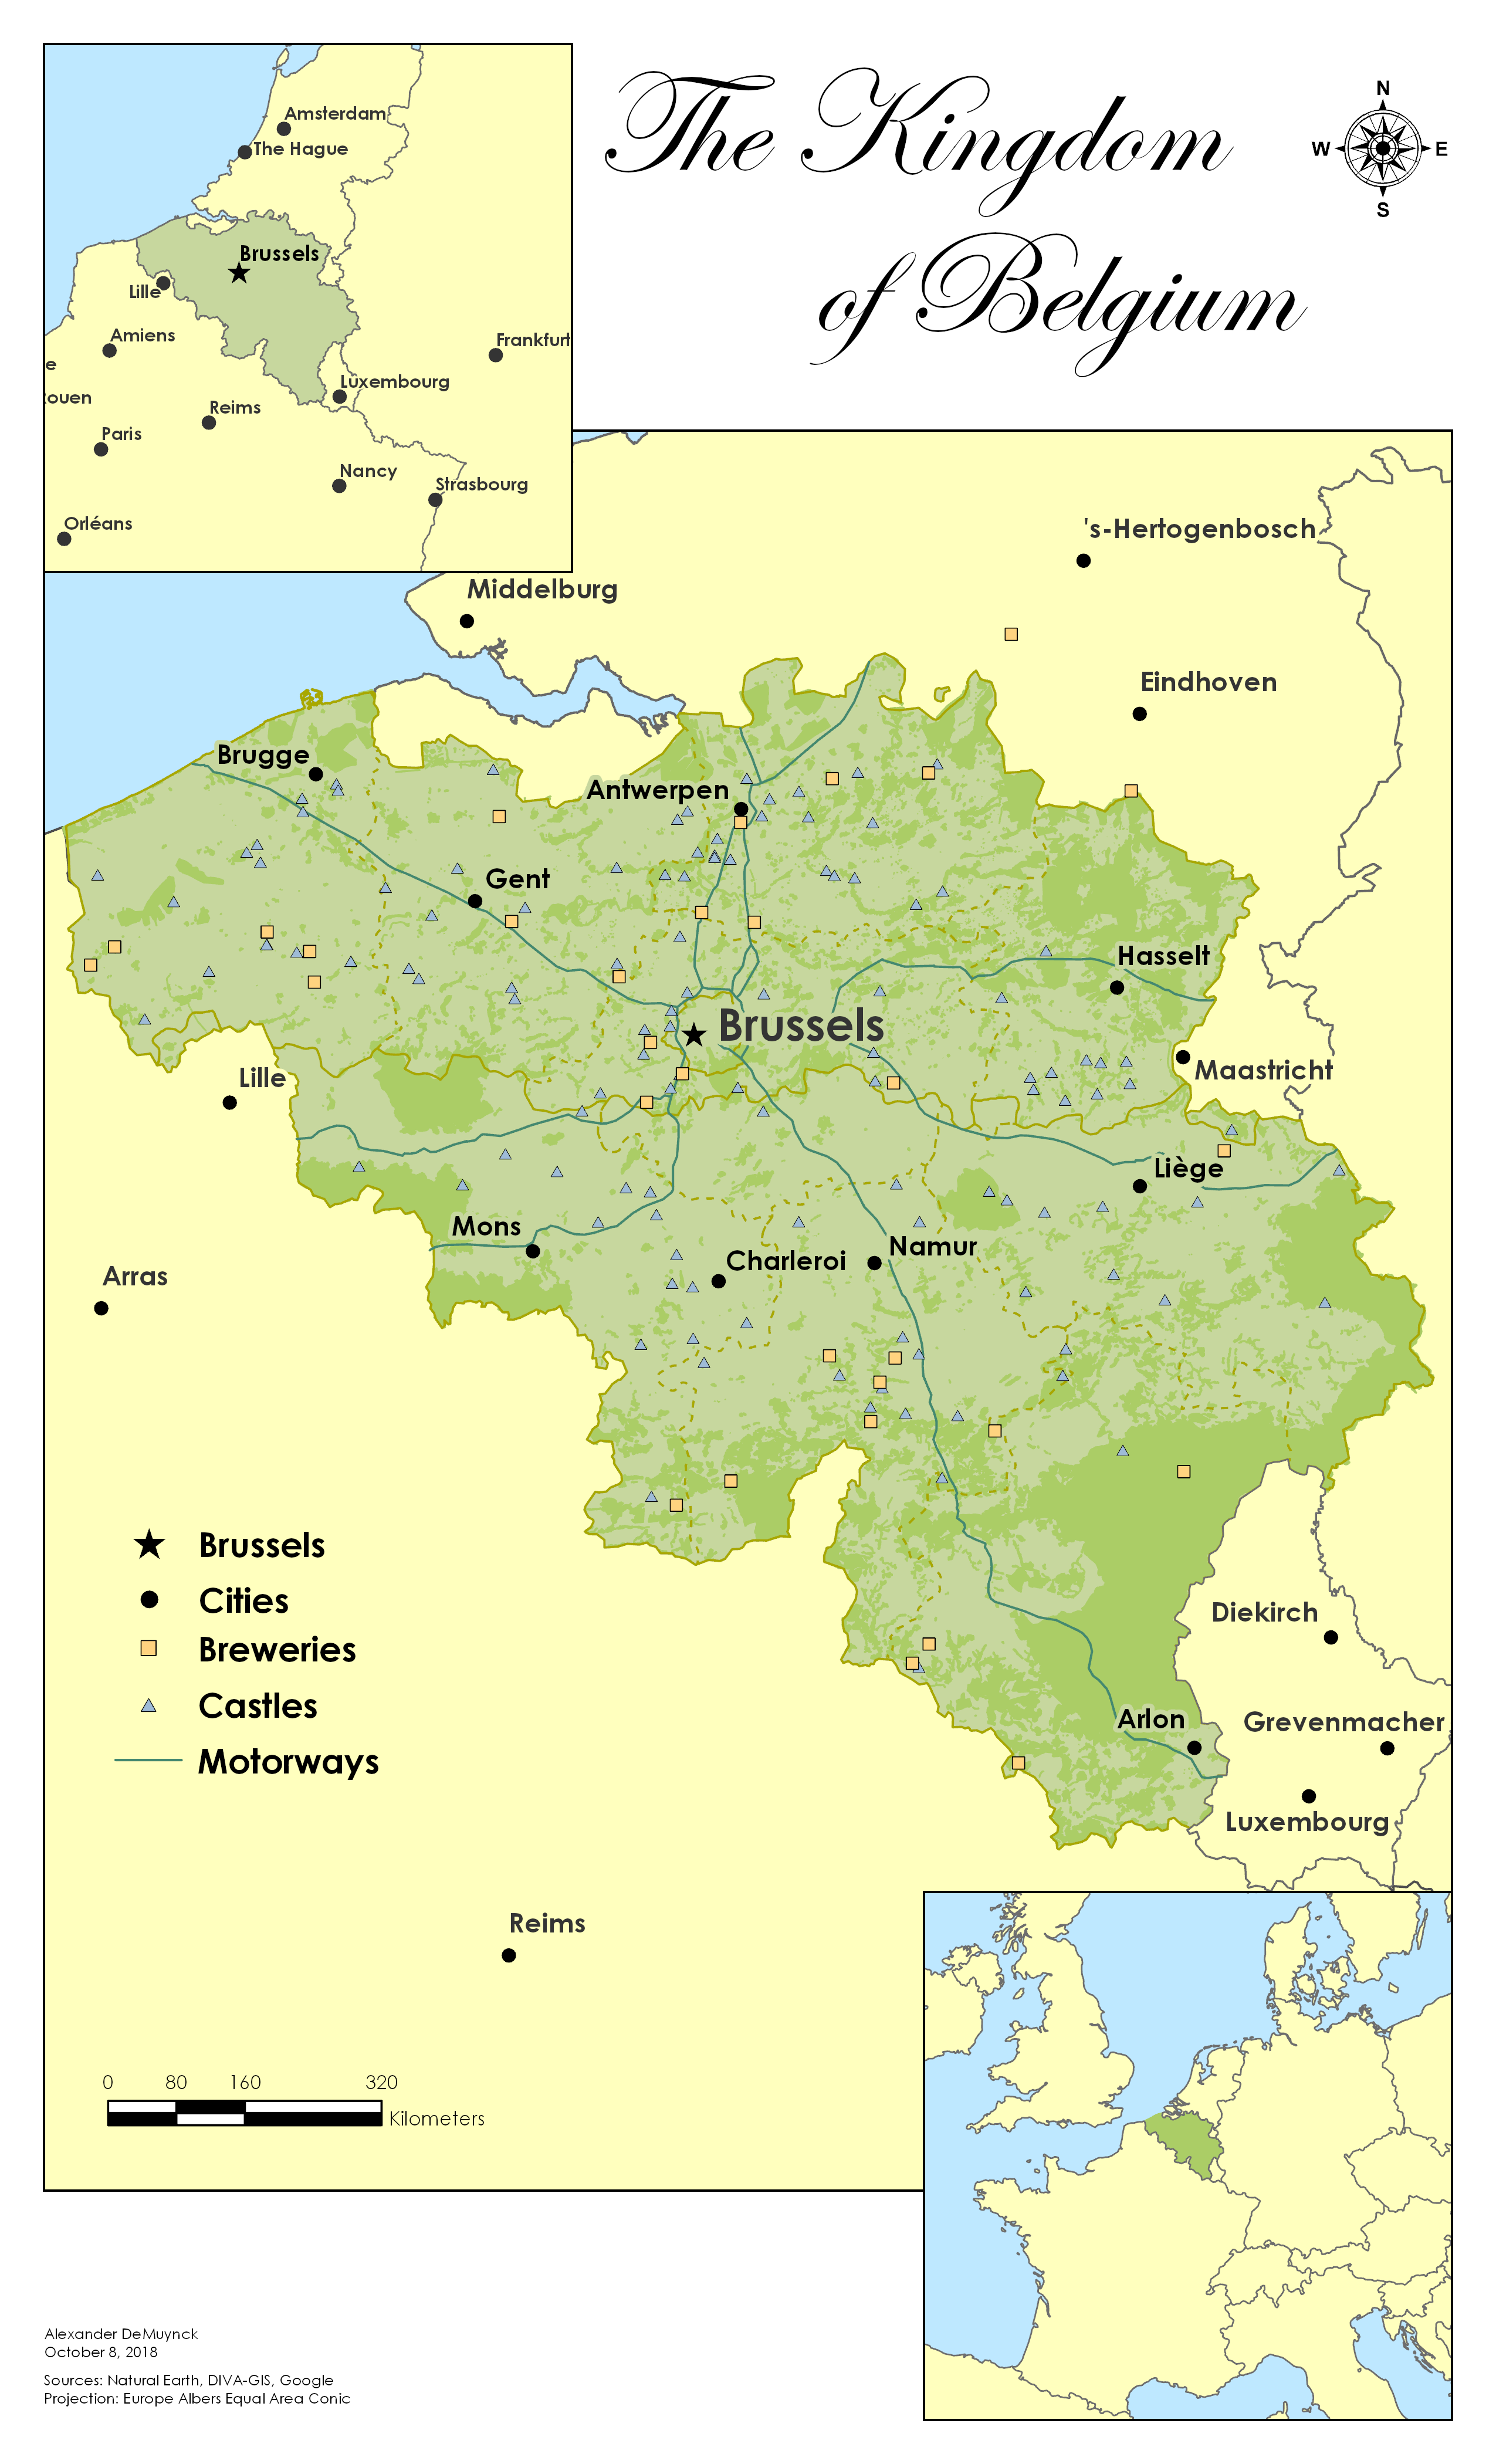 The Kingdom
of Belgium
N
W
E
S
Amsterdam
The Hague
Brussels
Lille
Amiens
Frankfurt
e
ouen
Luxembourg
Reims
Paris
Nancy
Strasbourg
Orléans
's-Hertogenbosch
Middelburg
Eindhoven
Brugge
Antwerpen
Gent
Hasselt
Brussels
Maastricht
Lille
Liège
Mons
Namur
Charleroi
Arras
Brussels
Cities
Breweries
Castles
Motorways
Diekirch
Arlon
Grevenmacher
Luxembourg
Reims
0 80 160 320
Kilometers
Alexander DeMuynck
October 8, 2018
Sources: Natural Earth, DIVA-GIS, Google
Projection: Europe Albers Equal Area Conic